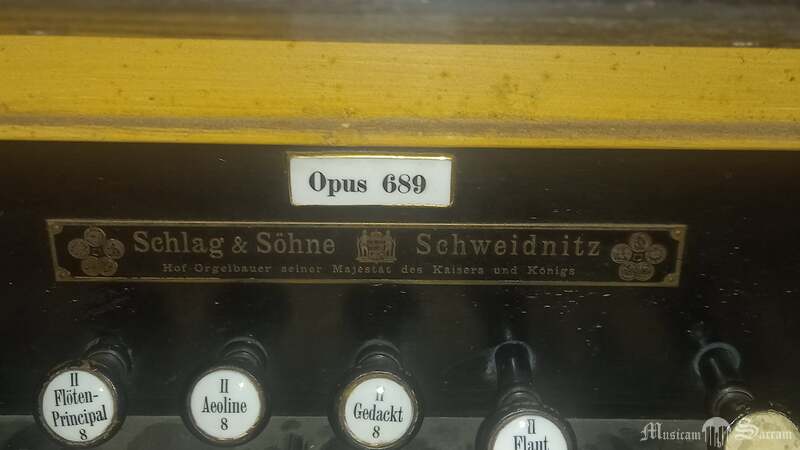 Opus 689
Schlag & Söhne Schweidnitz
Hof-Orgelbauer seiner Majestät des Kaisers und Königs
II
Flöten-
Principal
8
II
Aeoline
8
II
Gedackt
8
II
Flaut
Musicam Sacram